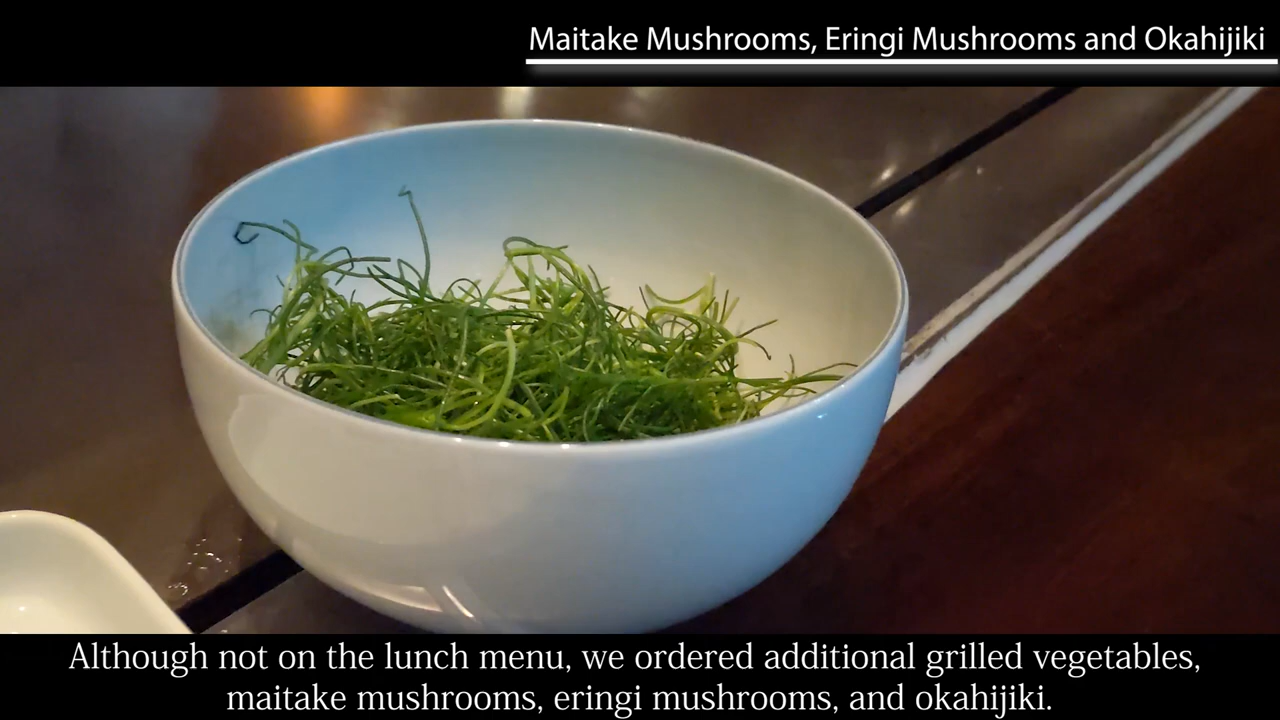 Maitake Mushrooms, Eringi Mushrooms and Okahijiki
Although not on the lunch menu, we ordered additional grilled vegetables,
maitake mushrooms, eringi mushrooms, and okahijiki.